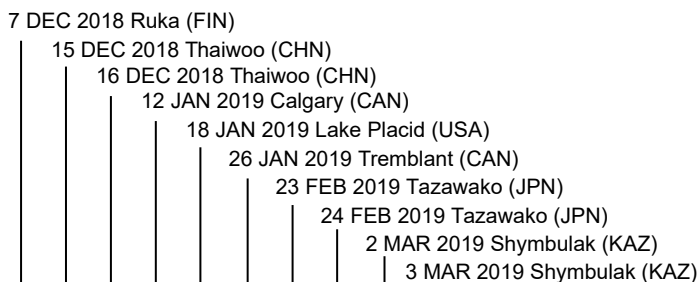 7 DEC 2018 Ruka (FIN)
15 DEC 2018 Thaiwoo (CHN)
16 DEC 2018 Thaiwoo (CHN)
12 JAN 2019 Calgary (CAN)
18 JAN 2019 Lake Placid (USA)
26 JAN 2019 Tremblant (CAN)
23 FEB 2019 Tazawako (JPN)
24 FEB 2019 Tazawako (JPN)
2 MAR 2019 Shymbulak (KAZ)
3 MAR 2019 Shymbulak (KAZ)